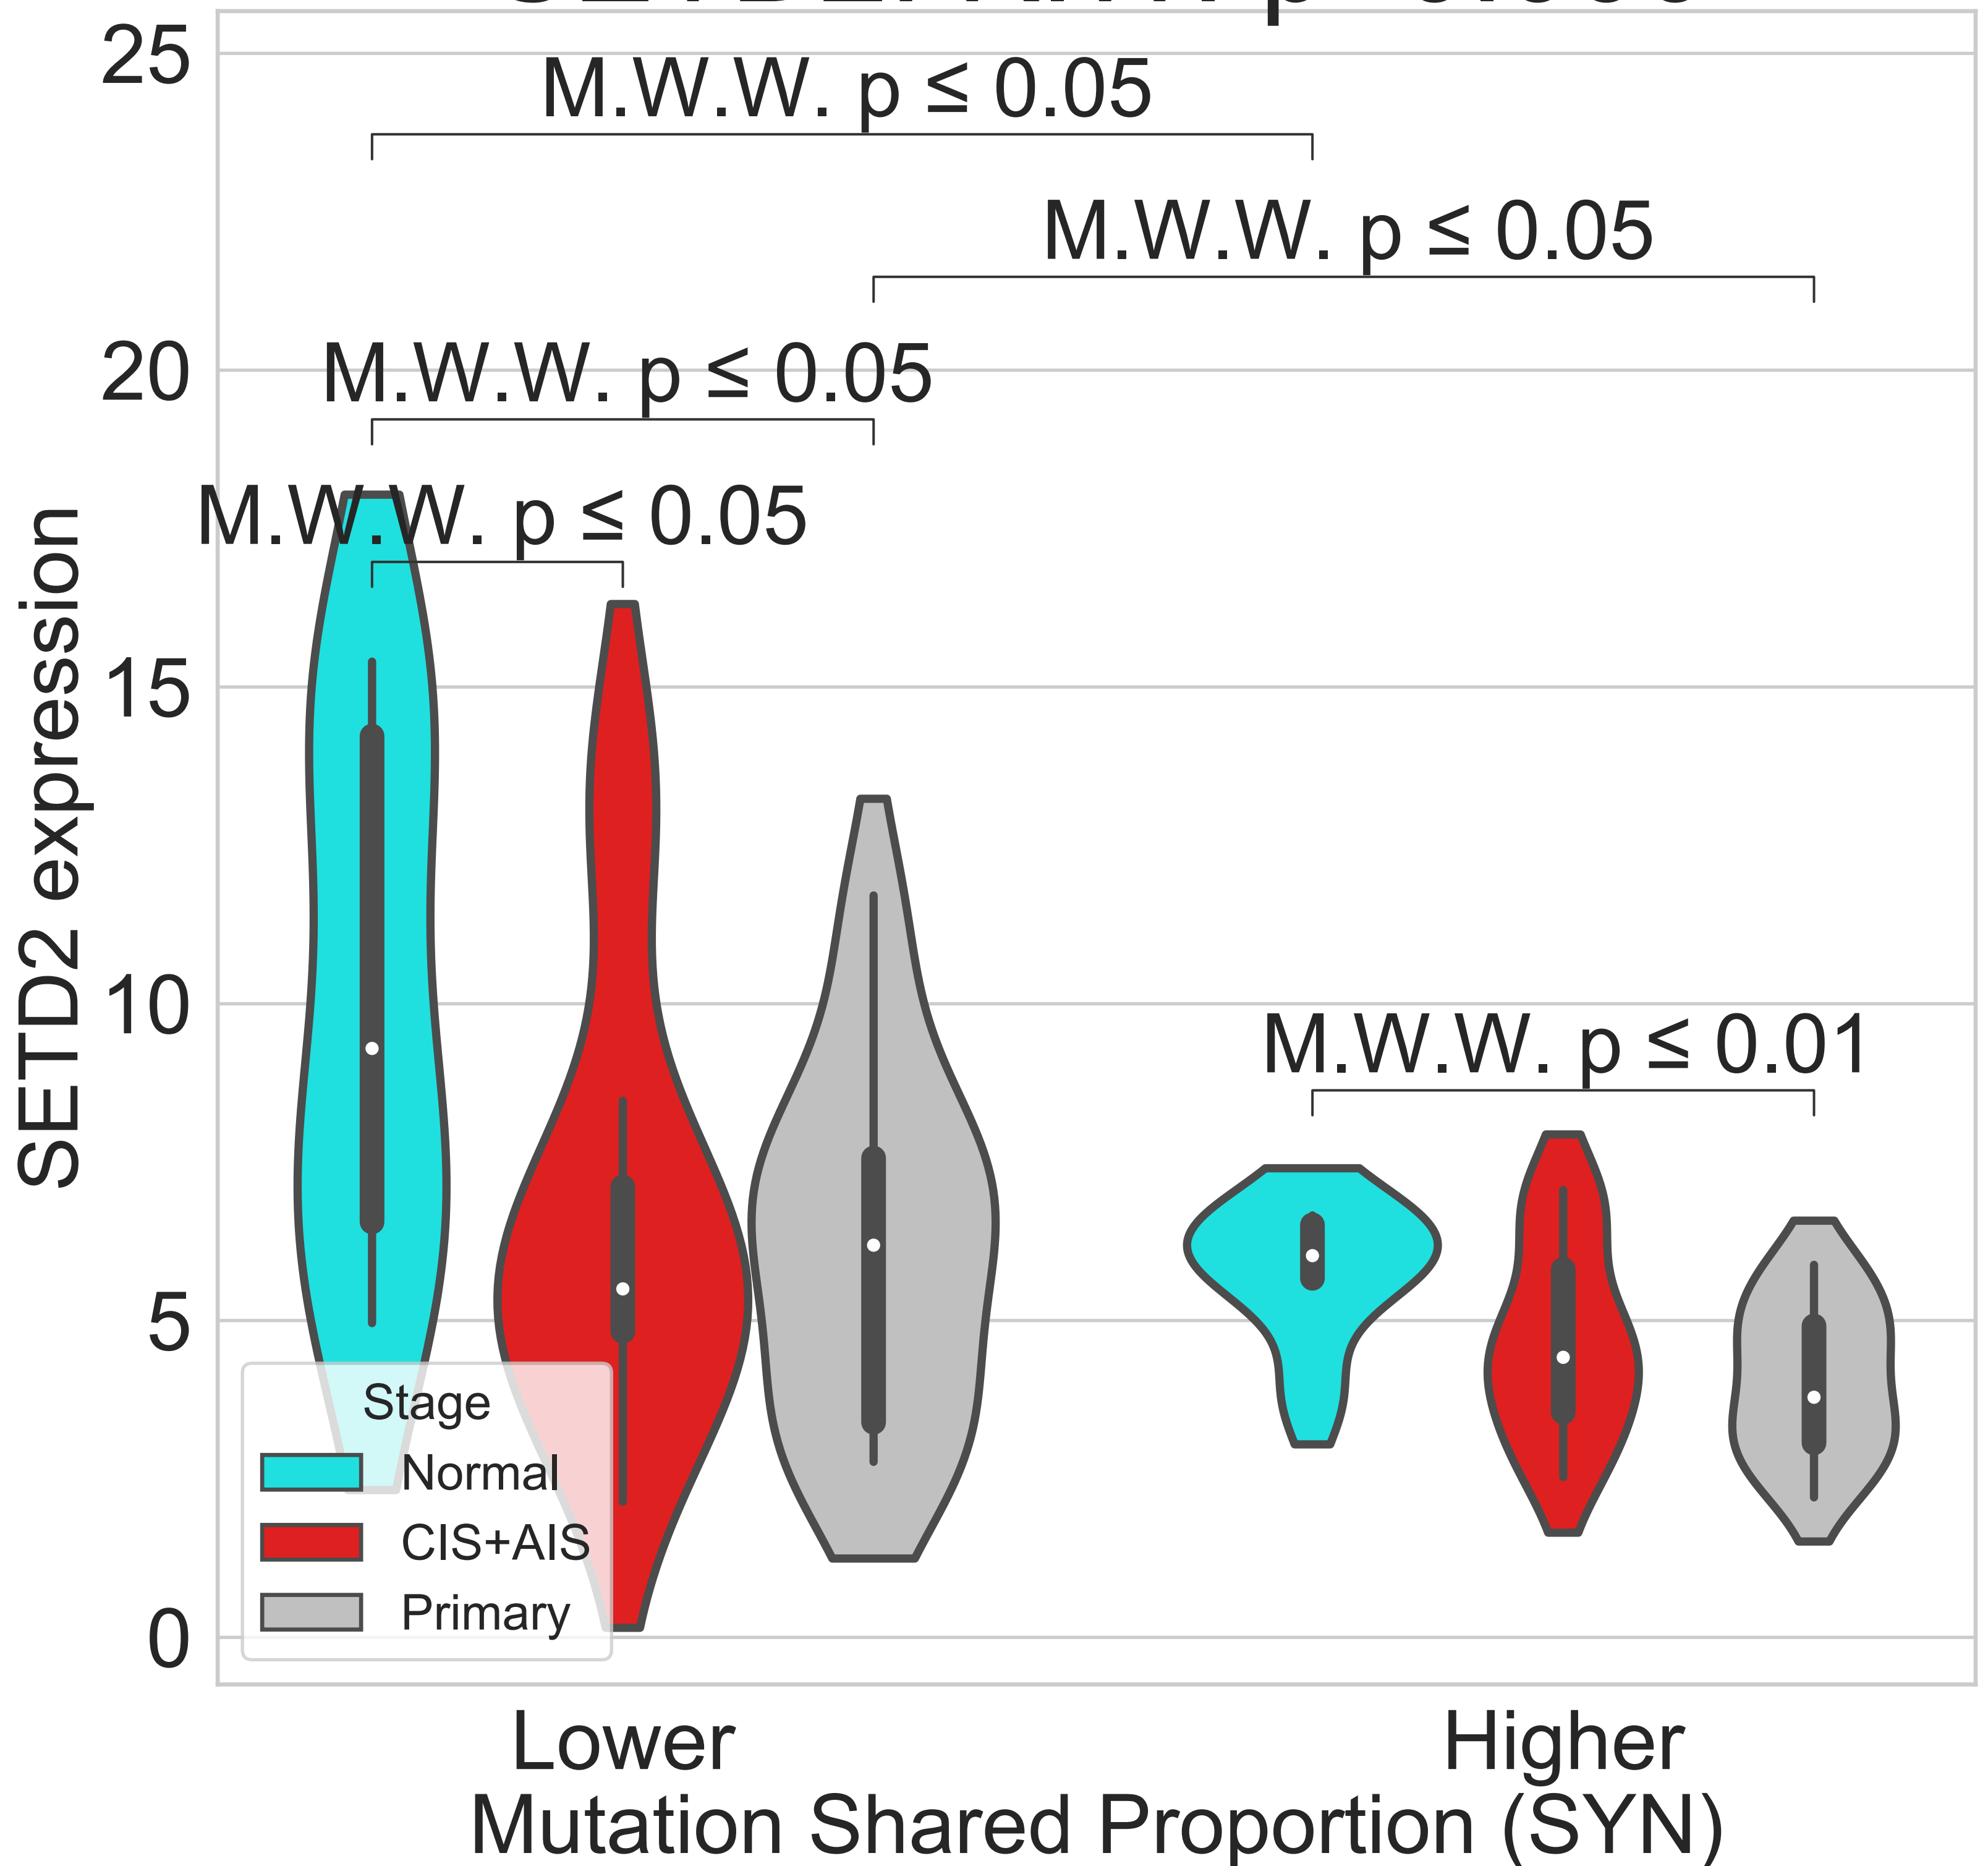 25
M.W.W. p ≤ 0.05
M.W.W. p ≤ 0.05
20
M.W.W. p ≤ 0.05
M.W.W. p ≤ 0.05
15
SETD2 expression
10
M.W.W. p ≤ 0.01
5
Stage
Normal
CIS+AIS
Primary
0
Lower
Higher
Mutation Shared Proportion (SYN)